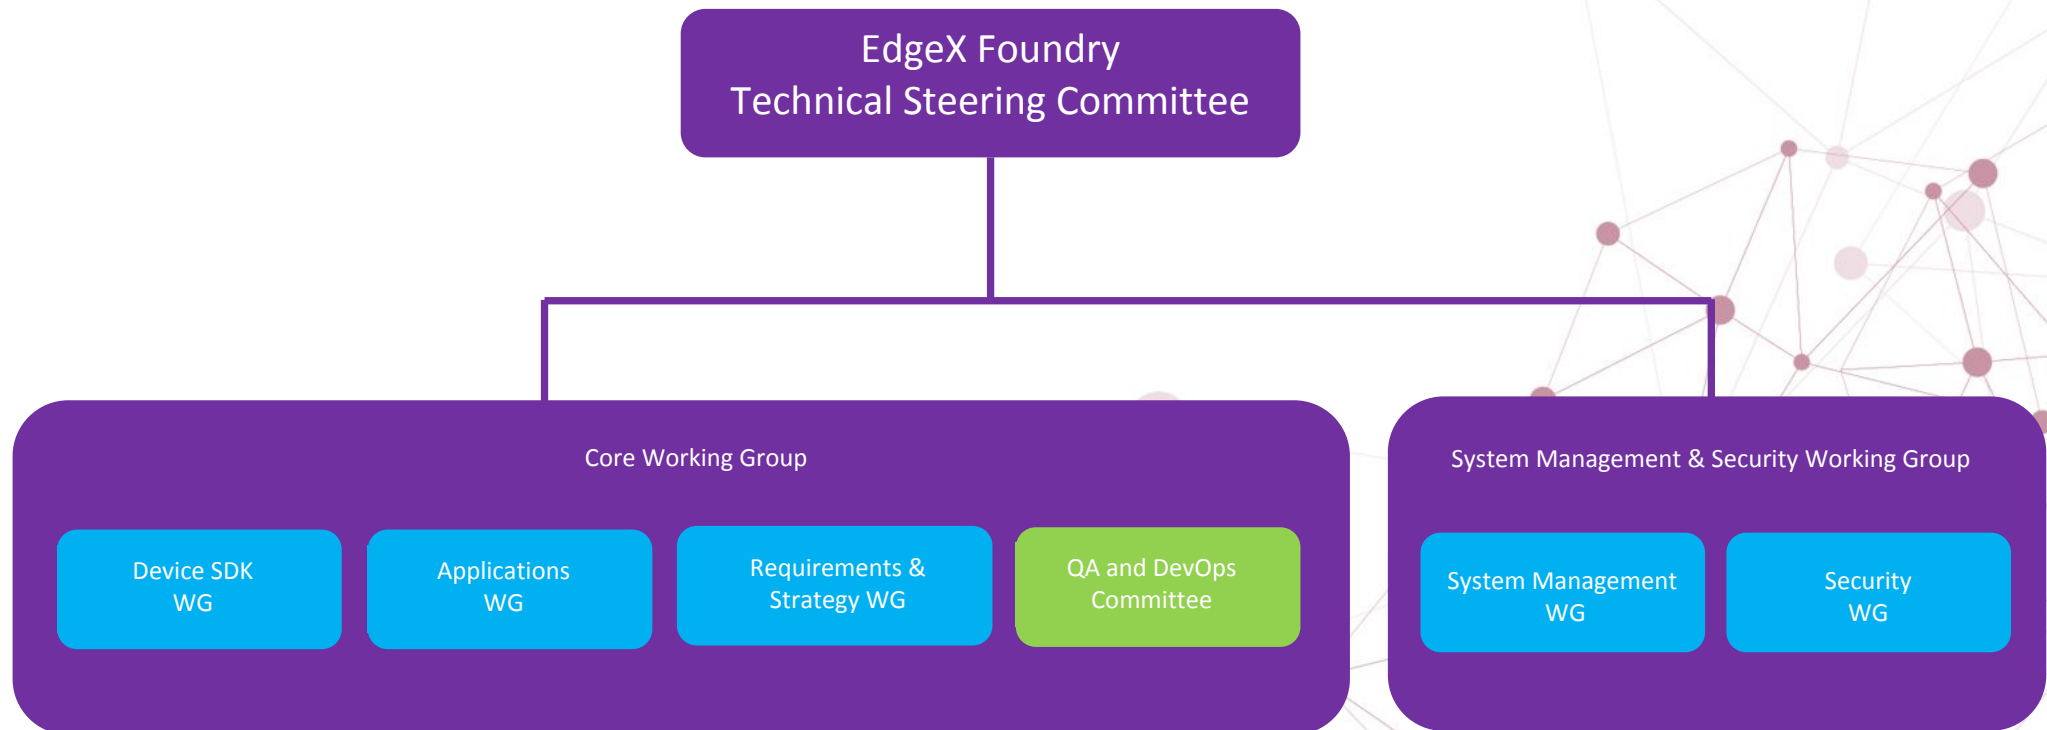 EdgeX Foundry
Technical Steering Committee
Core Working Group
Device SDK
WG
Applications
WG
Requirements &
Strategy WG
QA and DevOps
Committee
System Management & Security Working Group
System Management
WG
Security
WG